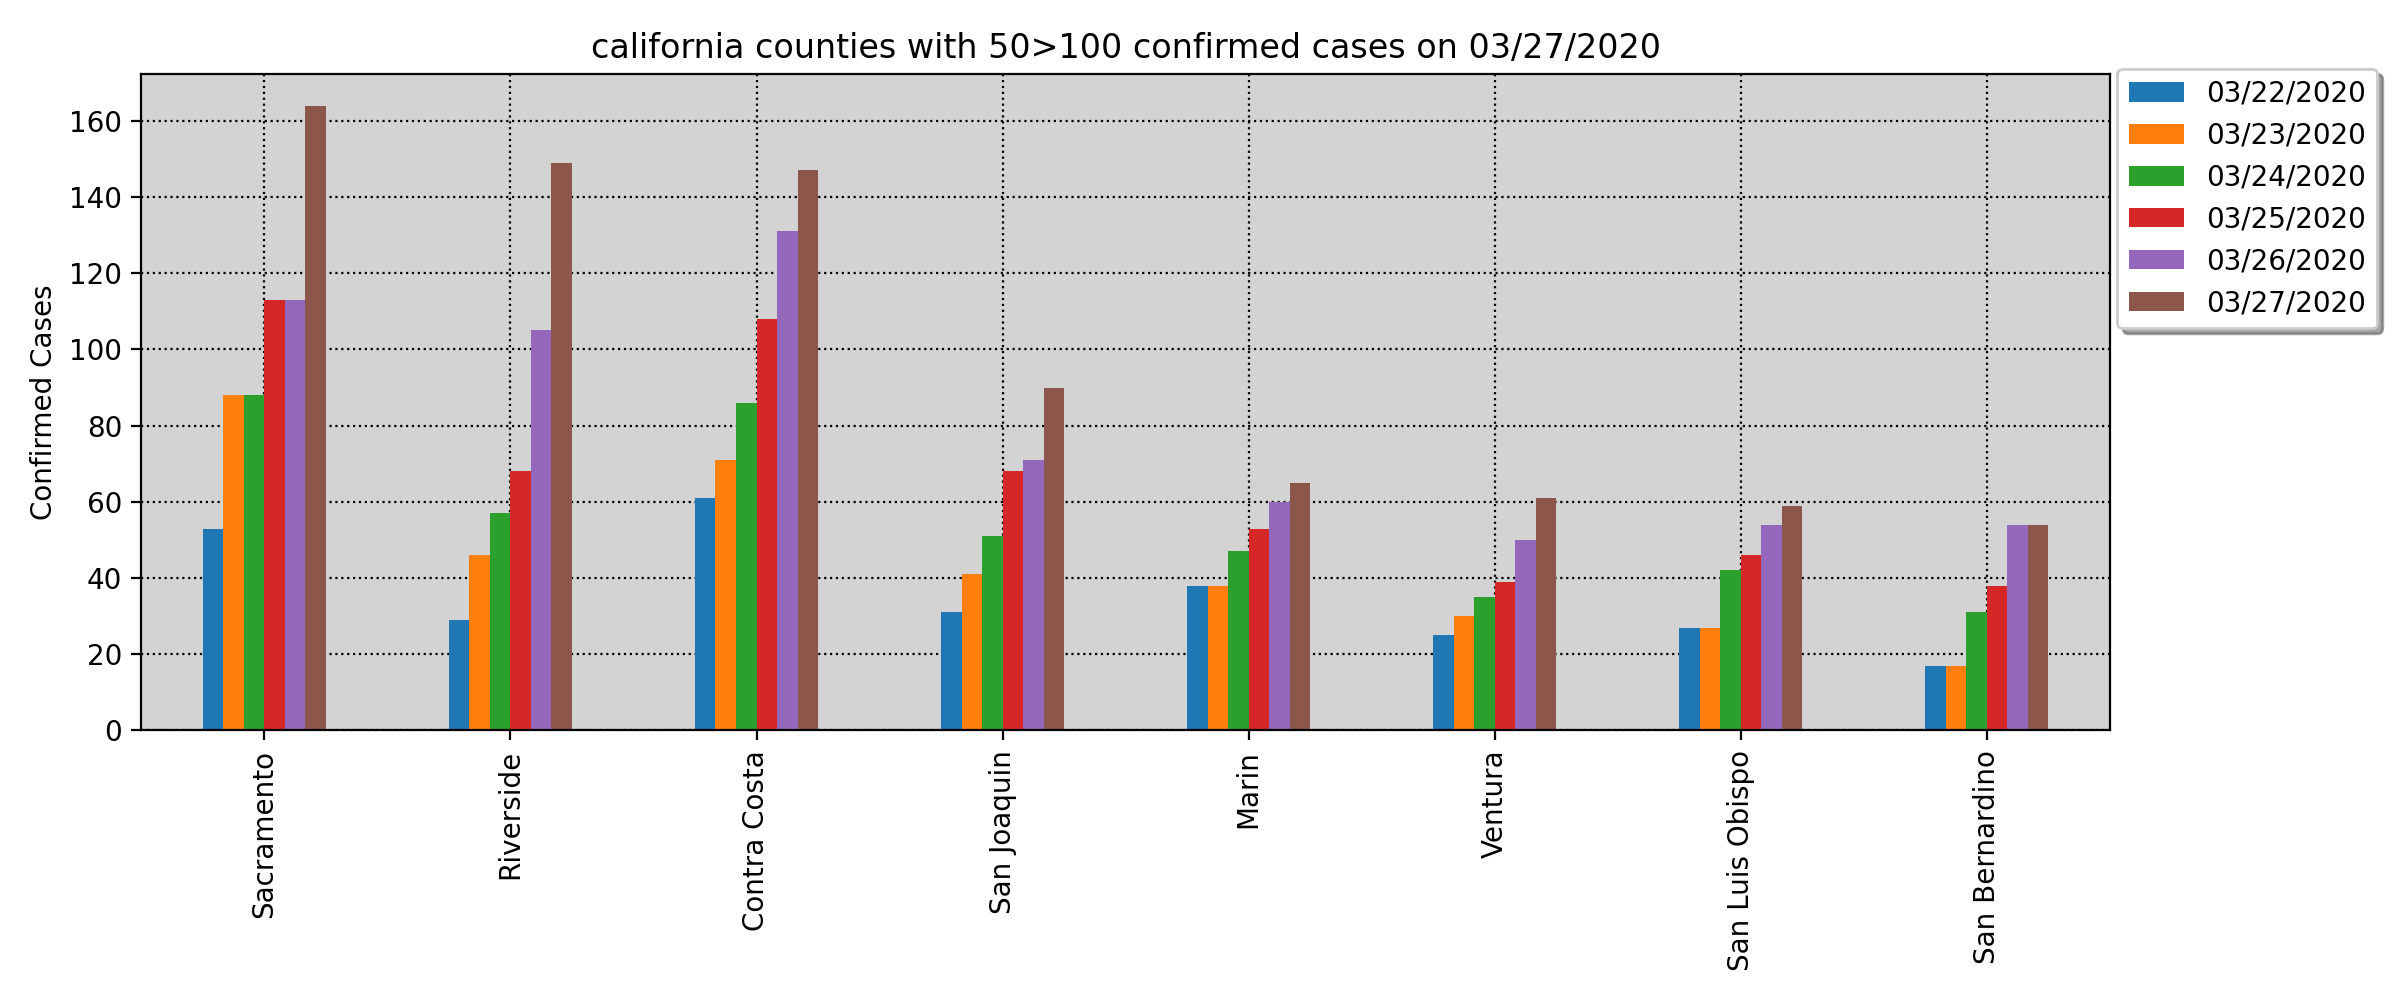 california counties with 50>100 confirmed cases on 03/27/2020
03/22/2020
03/23/2020
03/24/2020
03/25/2020
03/26/2020
03/27/2020
Confirmed Cases
160
140
120
100
80
60
40
20
0
Sacramento
Riverside
Contra Costa
San Joaquin
Marin
Ventura
San Luis Obispo
San Bernardino